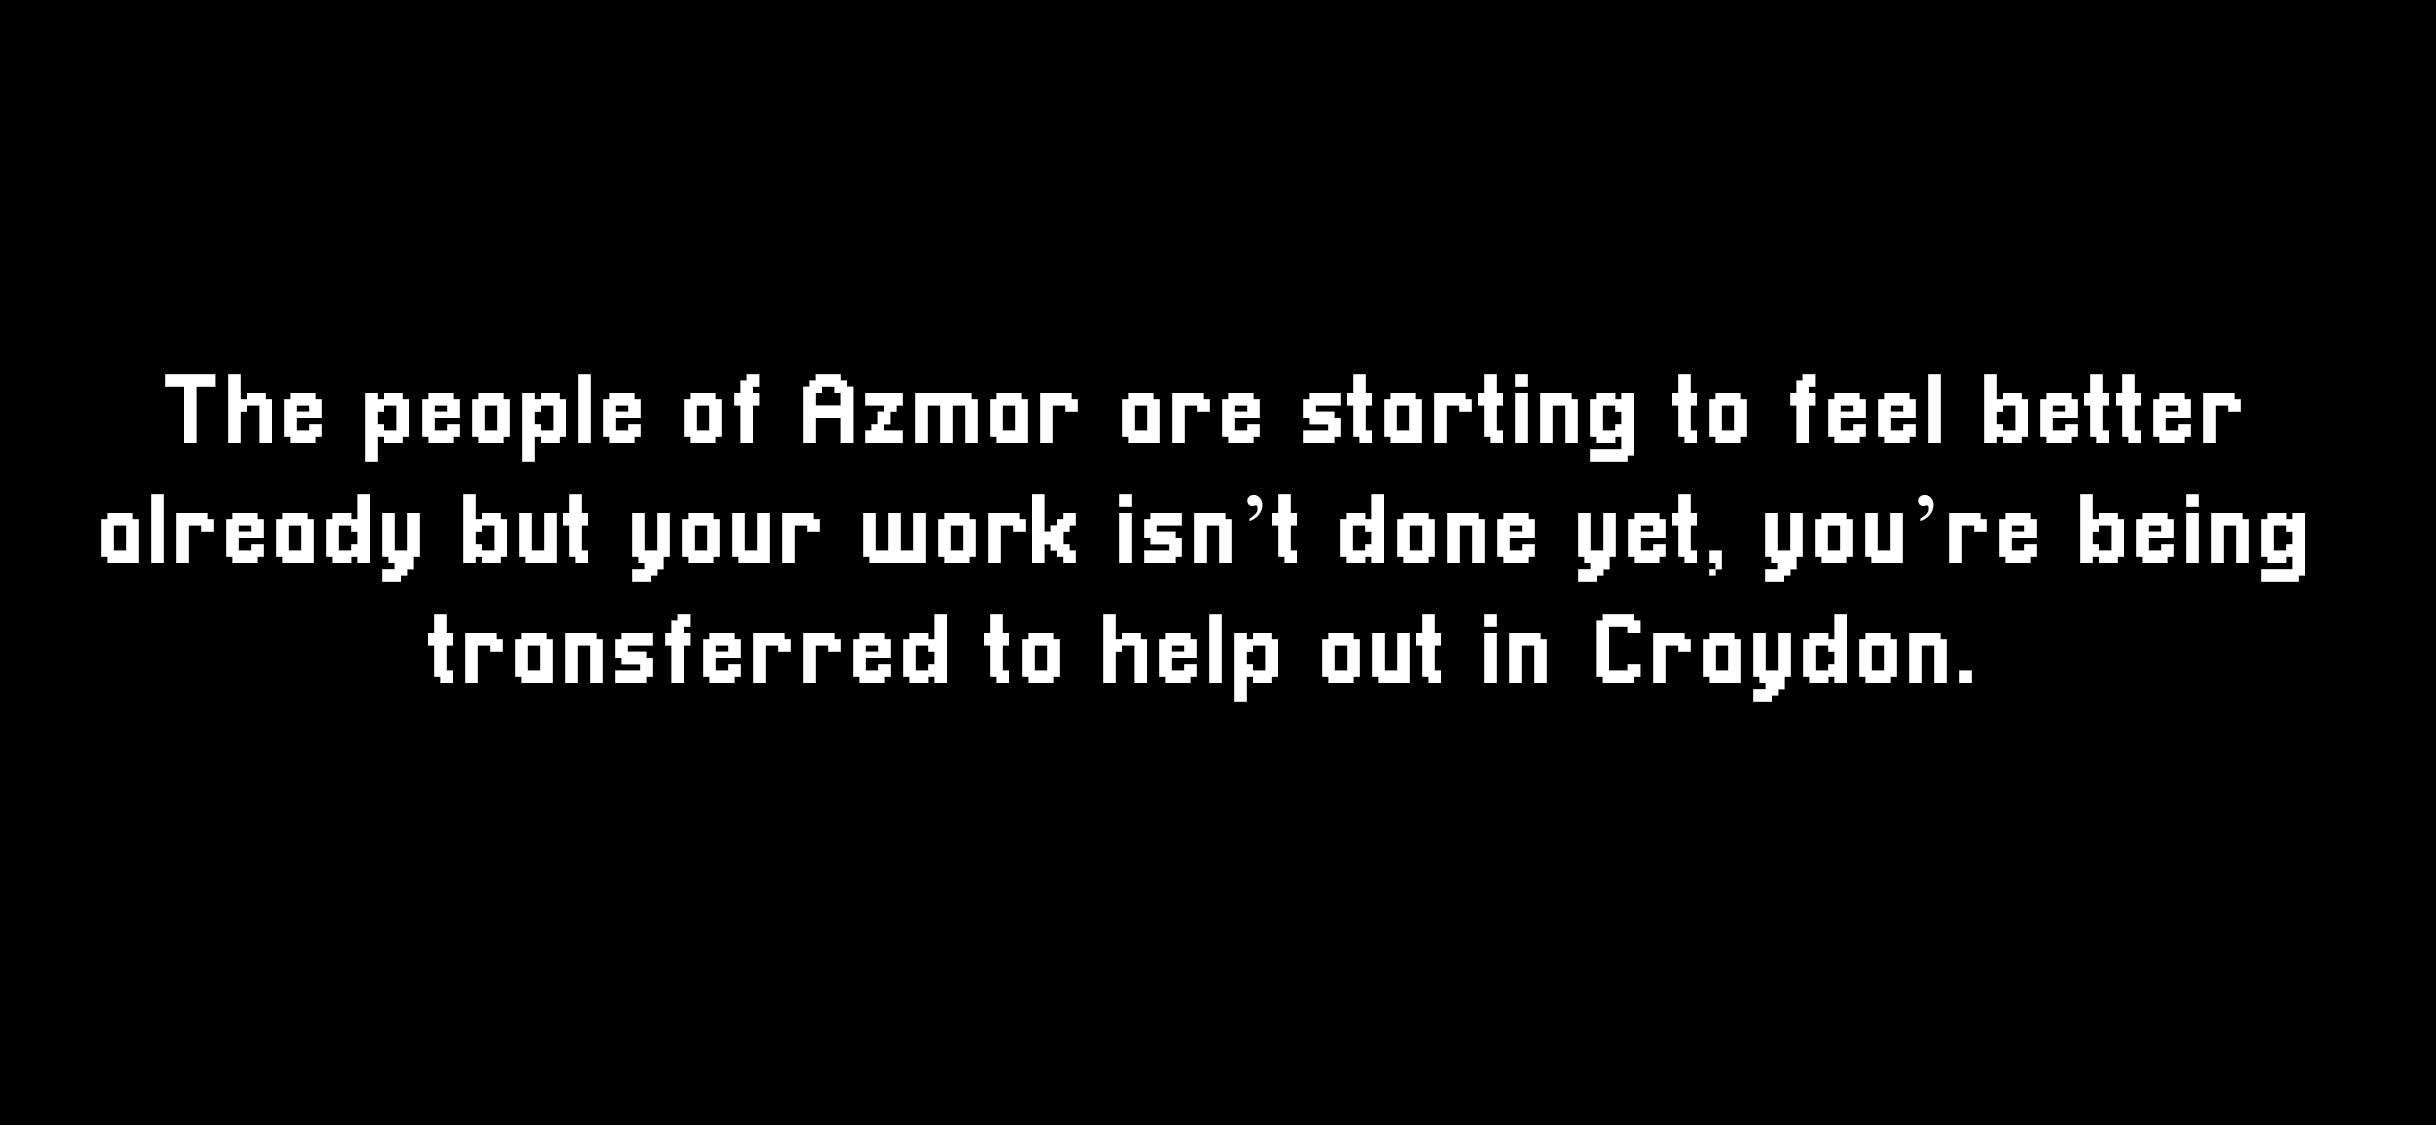 The people of Azmar are starting to feel better
already but your work isn’t done yet, you’re being
transferred to help out in Craydon.